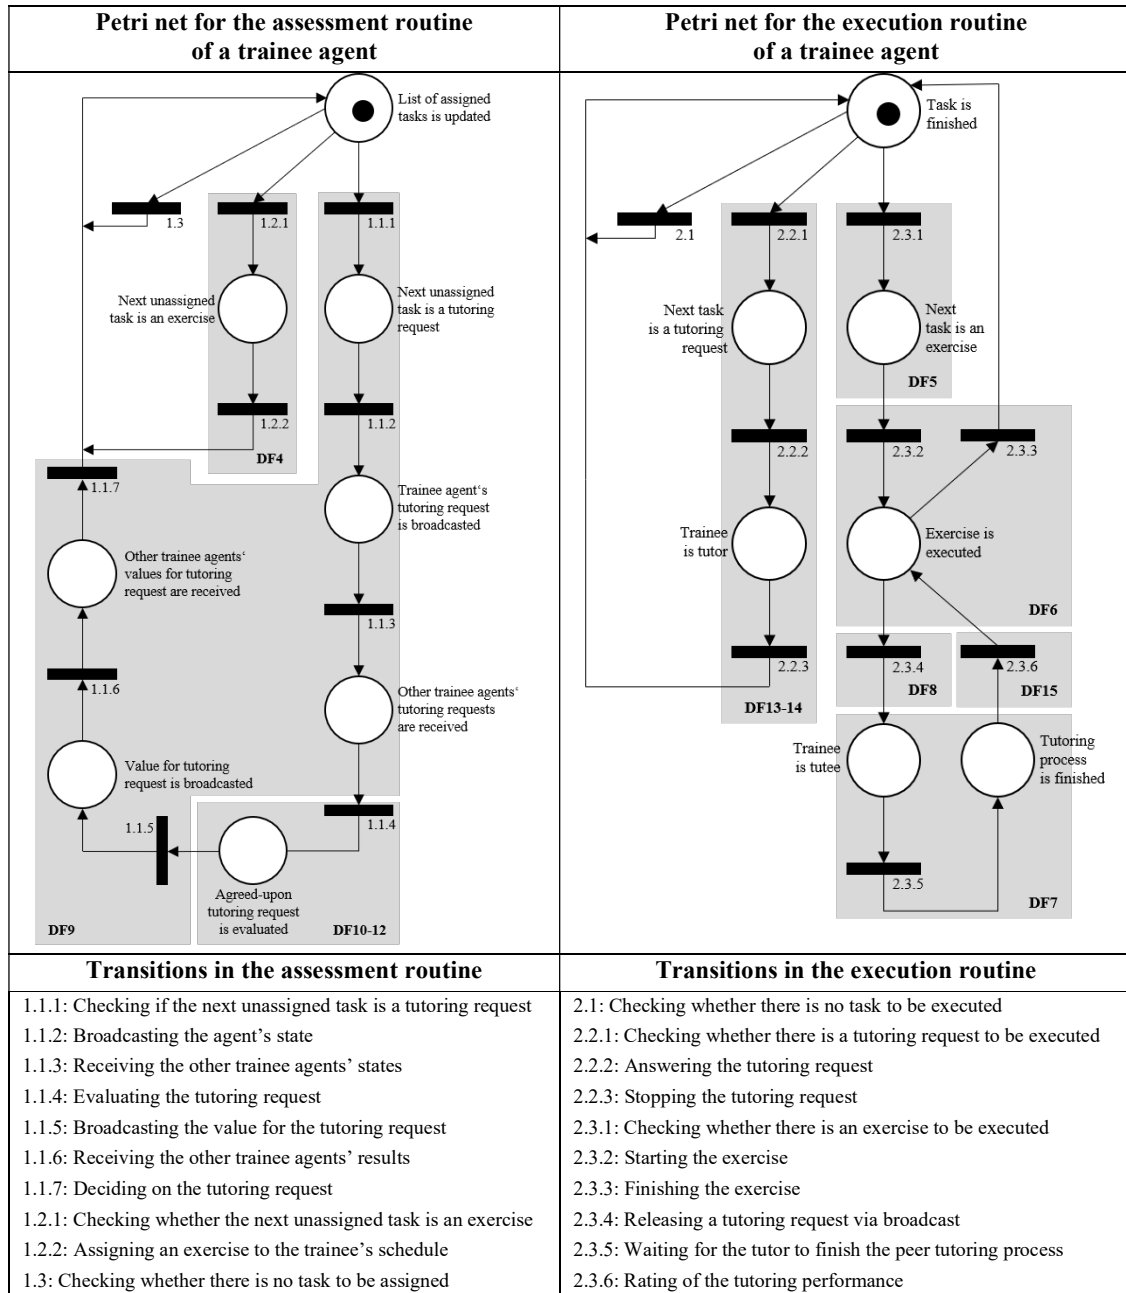 Petri net for the assessment routine
of a trainee agent
Petri net for the execution routine
of a trainee agent
List of assigned
tasks is updated
1.3
1.2.1
1.1.1
Next unassigned
task is an exercise
Next unassigned
task is a tutoring
request
1.2.2
1.1.2
DF4
1.1.7
Trainee agent‘s
tutoring request
is broadcasted
Other trainee agents‘
values for tutoring
request are received
1.1.3
1.1.6
Other trainee agents‘
tutoring requests
are received
Value for tutoring
request is broadcasted
1.1.5
1.1.4
Agreed-upon
tutoring request
is evaluated
DF9
DF10-12
Task is
finished
2.1
2.2.1
2.3.1
Next task
is a tutoring
request
Next
task is an
exercise
DF5
2.2.2
2.3.2
2.3.3
Trainee
is tutor
Exercise is
executed
DF6
2.2.3
2.3.4
2.3.6
DF8
DF15
DF13-14
Trainee
is tutee
Tutoring
process
is finished
2.3.5
DF7
Transitions in the assessment routine
1.1.1: Checking if the next unassigned task is a tutoring request
1.1.2: Broadcasting the agent’s state
1.1.3: Receiving the other trainee agents’ states
1.1.4: Evaluating the tutoring request
1.1.5: Broadcasting the value for the tutoring request
1.1.6: Receiving the other trainee agents’ results
1.1.7: Deciding on the tutoring request
1.2.1: Checking whether the next unassigned task is an exercise
1.2.2: Assigning an exercise to the trainee’s schedule
1.3: Checking whether there is no task to be assigned
Transitions in the execution routine
2.1: Checking whether there is no task to be executed
2.2.1: Checking whether there is a tutoring request to be executed
2.2.2: Answering the tutoring request
2.2.3: Stopping the tutoring request
2.3.1: Checking whether there is an exercise to be executed
2.3.2: Starting the exercise
2.3.3: Finishing the exercise
2.3.4: Releasing a tutoring request via broadcast
2.3.5: Waiting for the tutor to finish the peer tutoring process
2.3.6: Rating of the tutoring performance